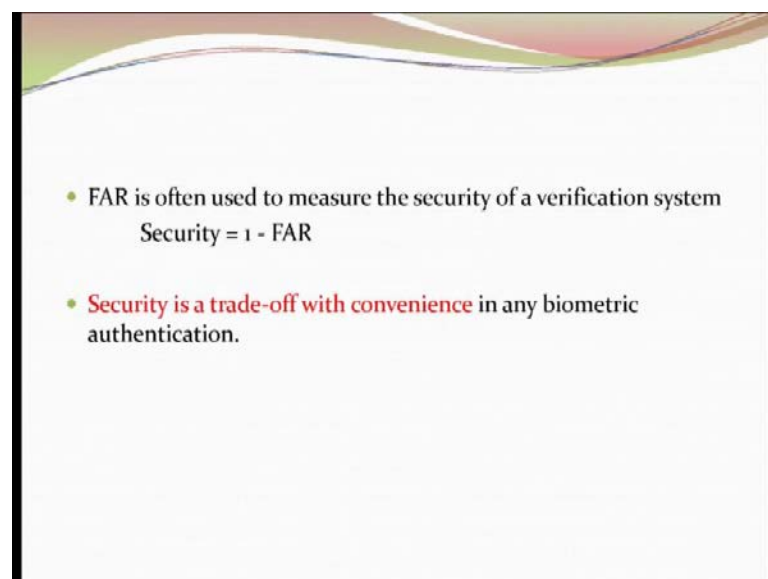 FAR is often used to measure the security of a verification system
Security = 1 - FAR
Security is a trade-off with convenience in any biometric
authentication.